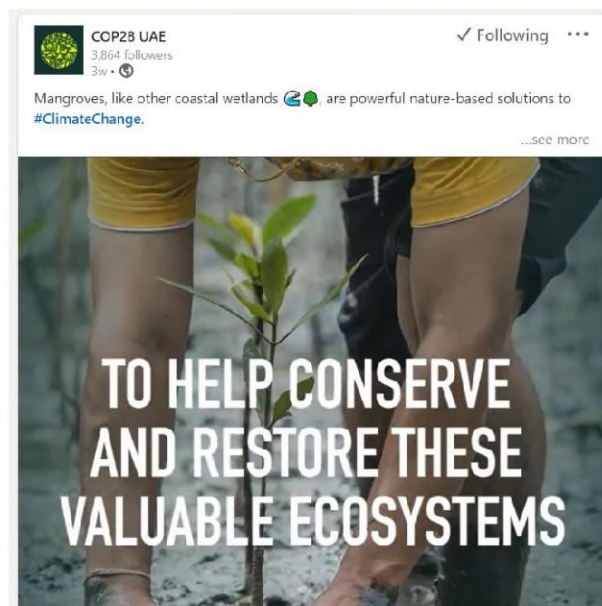 COP28 UAE
✓ Following ...
3,864 followers
3w •
Mangroves, like other coastal wetlands 🌊🌳, are powerful nature-based solutions to
#ClimateChange.
...see more
TO HELP CONSERVE
AND RESTORE THESE
VALUABLE ECOSYSTEMS